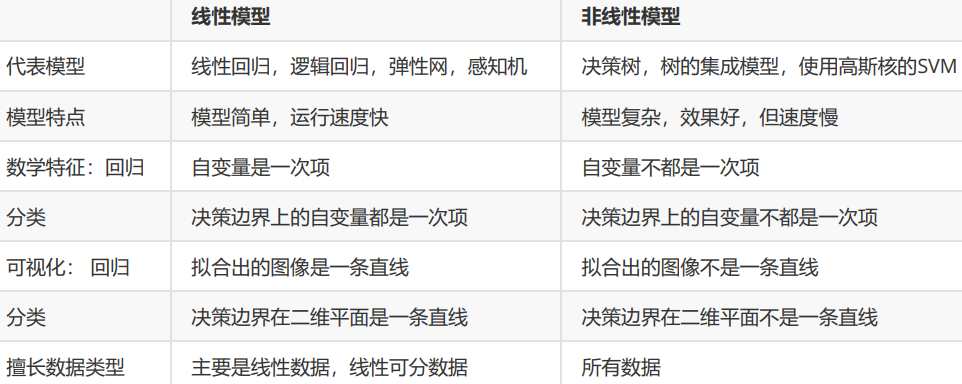 线性模型 非线性模型
代表模型 线性回归，逻辑回归，弹性网，感知机 决策树，树的集成模型，使用高斯核的SVM
模型特点 模型简单，运行速度快 模型复杂，效果好，但速度慢
数学特征：回归 自变量是一次项 自变量不都是一次项
分类 决策边界上的自变量都是一次项 决策边界上的自变量不都是一次项
可视化： 回归 拟合出的图像是一条直线 拟合出的图像不是一条直线
分类 决策边界在二维平面是一条直线 决策边界在二维平面不是一条直线
擅长数据类型 主要是线性数据，线性可分数据 所有数据